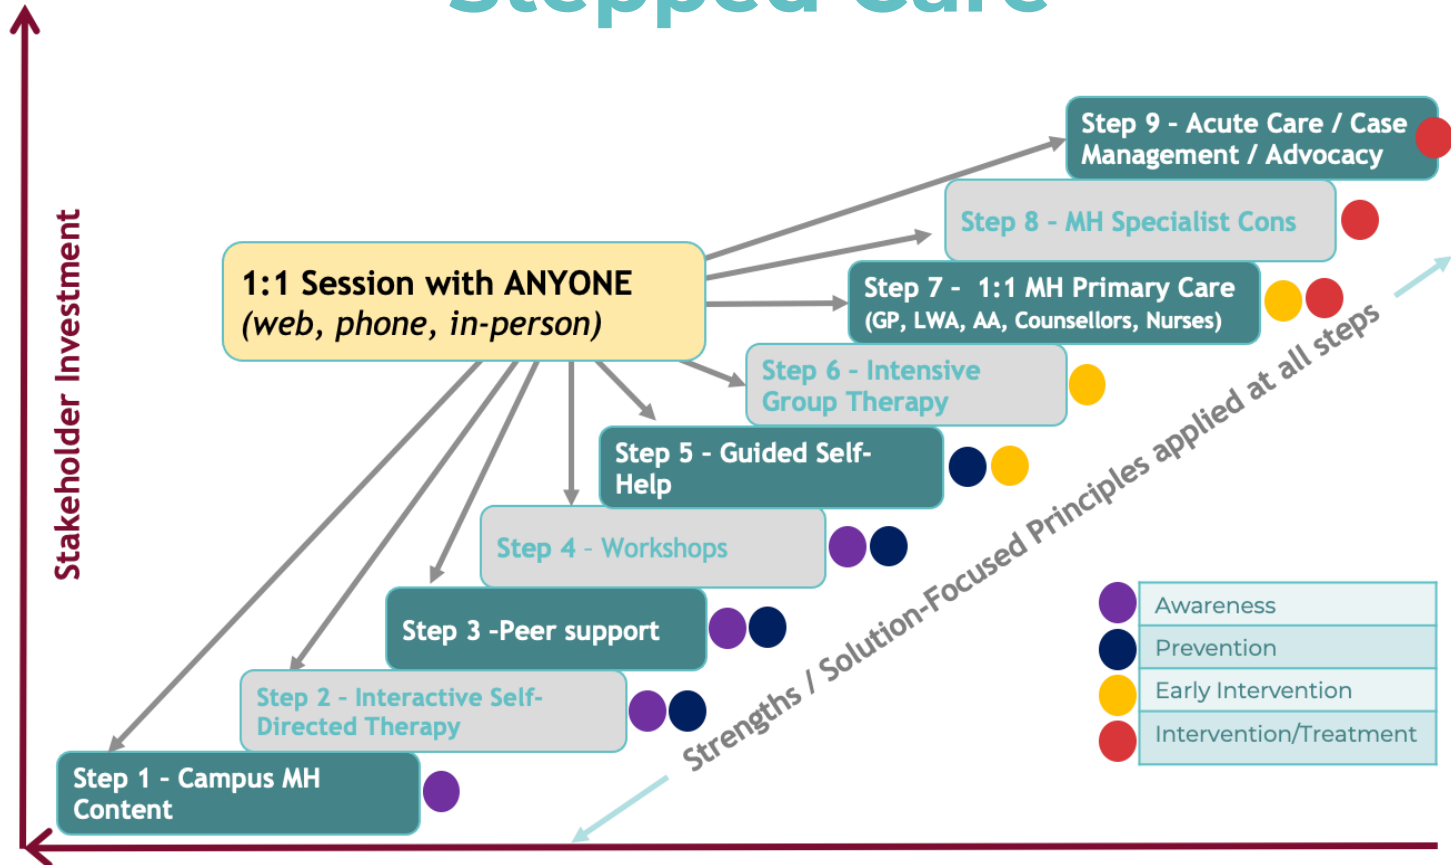 Stepped Care
Step 9 - Acute Care / Case
Management / Advocacy
Step 8 - MH Specialist Cons
Stakeholder Investment
1:1 Session with ANYONE
(web, phone, in-person)
Step 7 - 1:1 MH Primary Care
(GP, LWA, AA, Counsellors, Nurses)
Step 6 - Intensive
Group Therapy
Step 5 - Guided Self-
Help
Step 4 - Workshops
Step 3 -Peer support
Step 2 - Interactive Self-
Directed Therapy
Step 1 - Campus MH
Content
Strengths / Solution-Focused Principles applied at all steps
Awareness
Prevention
Early Intervention
Intervention/Treatment